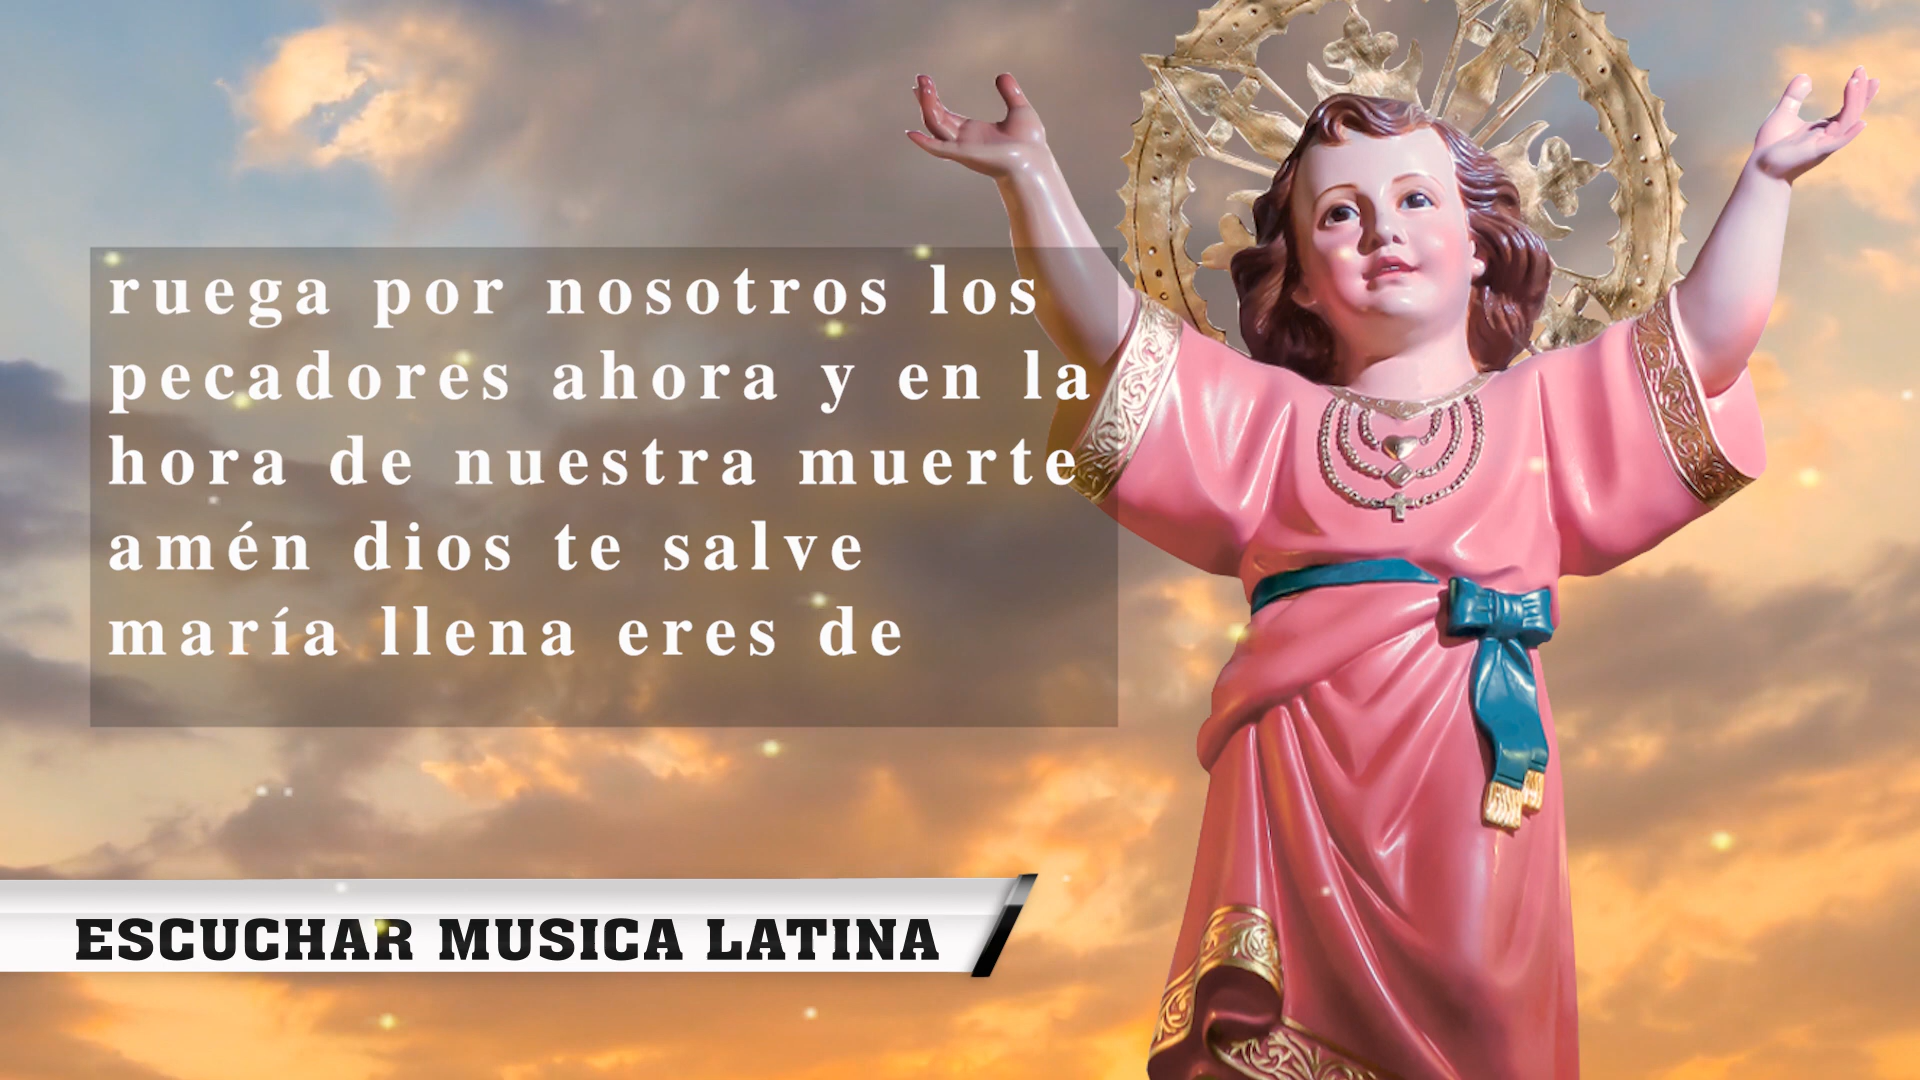 ruega por nosotros los
pecadores ahora y en la
hora de nuestra muerte
amén dios te salve
maría llena eres de
ESCUCHAR MUSICA LATINA